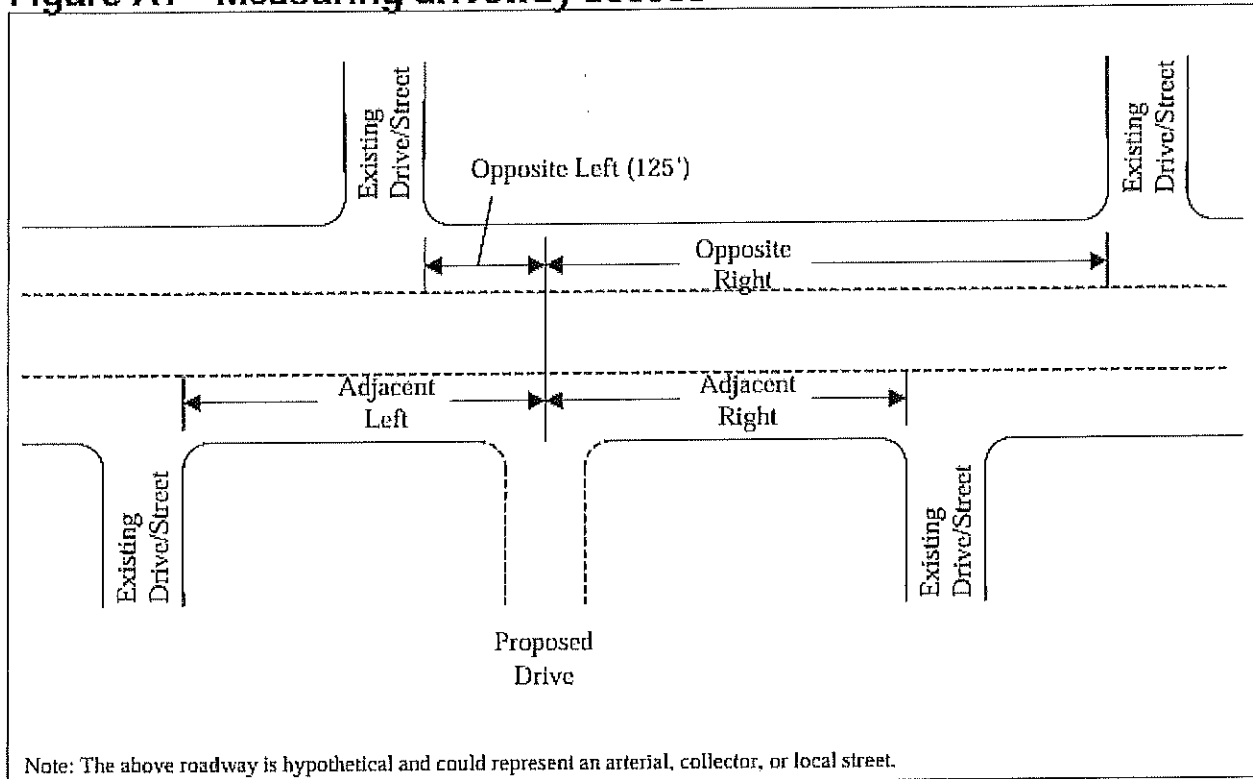 Existing
Drive/Street
Existing
Drive/Street
Opposite Left (125')
Opposite
Right
Adjacent
Left
Adjacent
Right
Existing
Drive/Street
Existing
Drive/Street
Proposed
Drive
Note: The above roadway is hypothetical and could represent an arterial, collector, or local street.